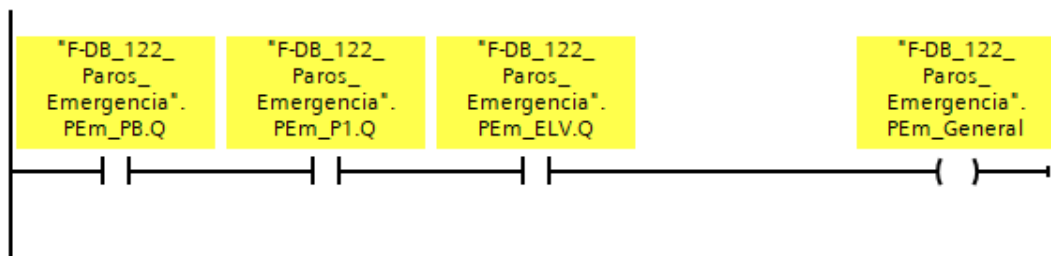 "F-DB_122_
Paros_
Emergencia".
PEm_PB.Q
"F-DB_122_
Paros_
Emergencia".
PEm_P1.Q
"F-DB_122_
Paros_
Emergencia".
PEm_ELV.Q
"F-DB_122_
Paros_
Emergencia".
PEm_General